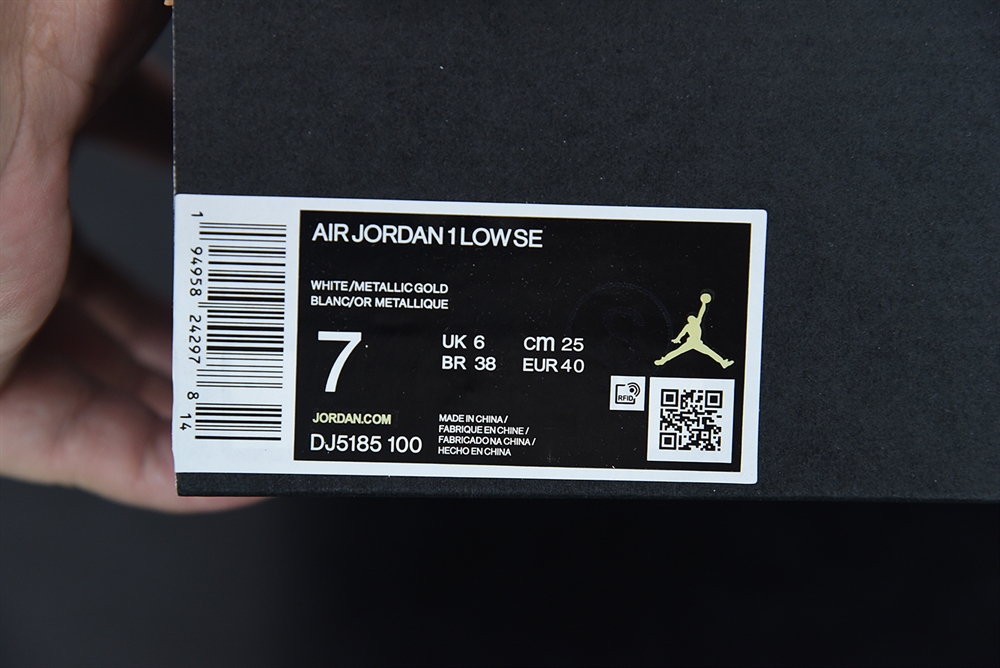 AIR JORDAN 1 LOW SE
WHITE/METALLIC GOLD
BLANC/OR METALLIQUE
7
UK 6 cm 25
BR 38 EUR 40
RFID
JORDAN.COM
DJ5185 100
MADE IN CHINA /
FABRIQUE EN CHINE /
FABRICADO NA CHINA /
HECHO EN CHINA
1 94958 24297 8 14